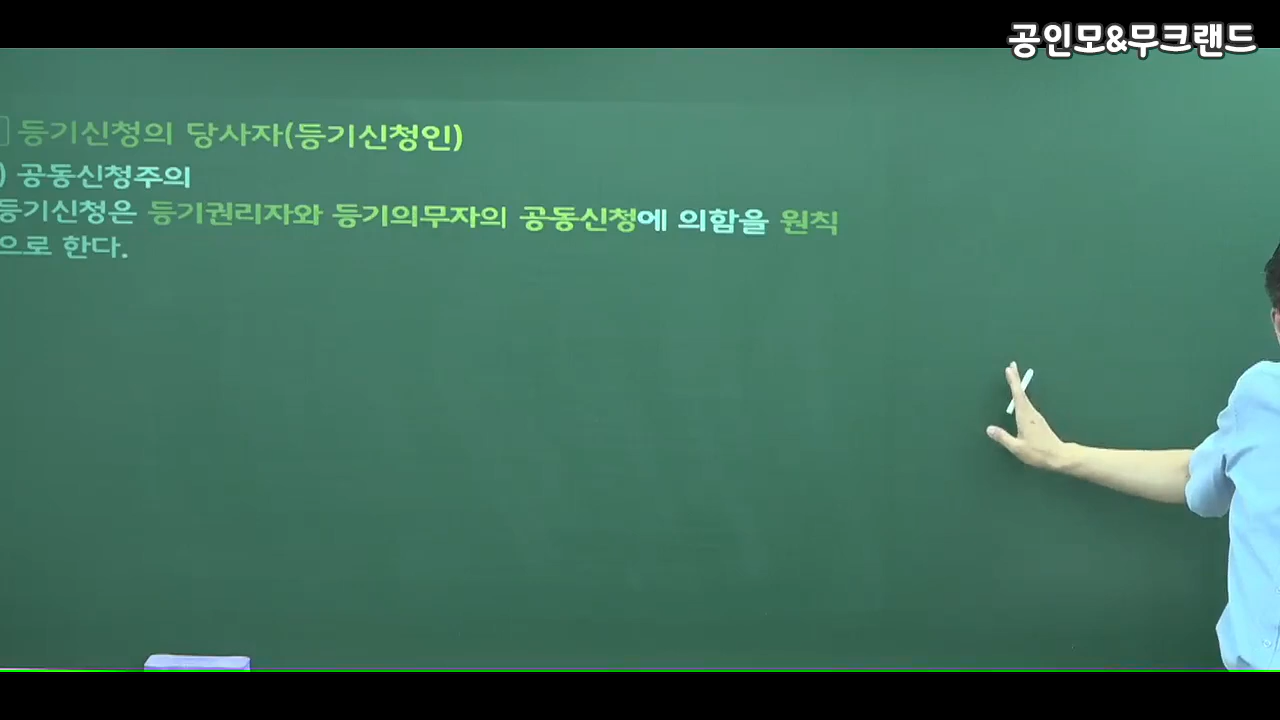 공인모&무크랜드
등기신청의 당사자(등기신청인)
) 공동신청주의
등기신청은 등기권리자와 등기의무자의 공동신청에 의함을 원칙
으로 한다.